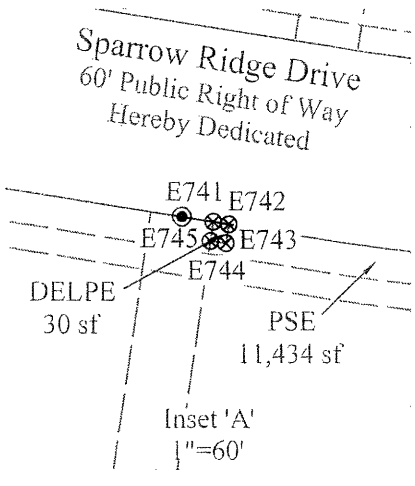 Sparrow Ridge Drive
60' Public Right of Way
Hereby Dedicated
E741
E742
E745
E743
E744
DELPE
30 sf
PSE
11,434 sf
Inset 'A'
1"=60'